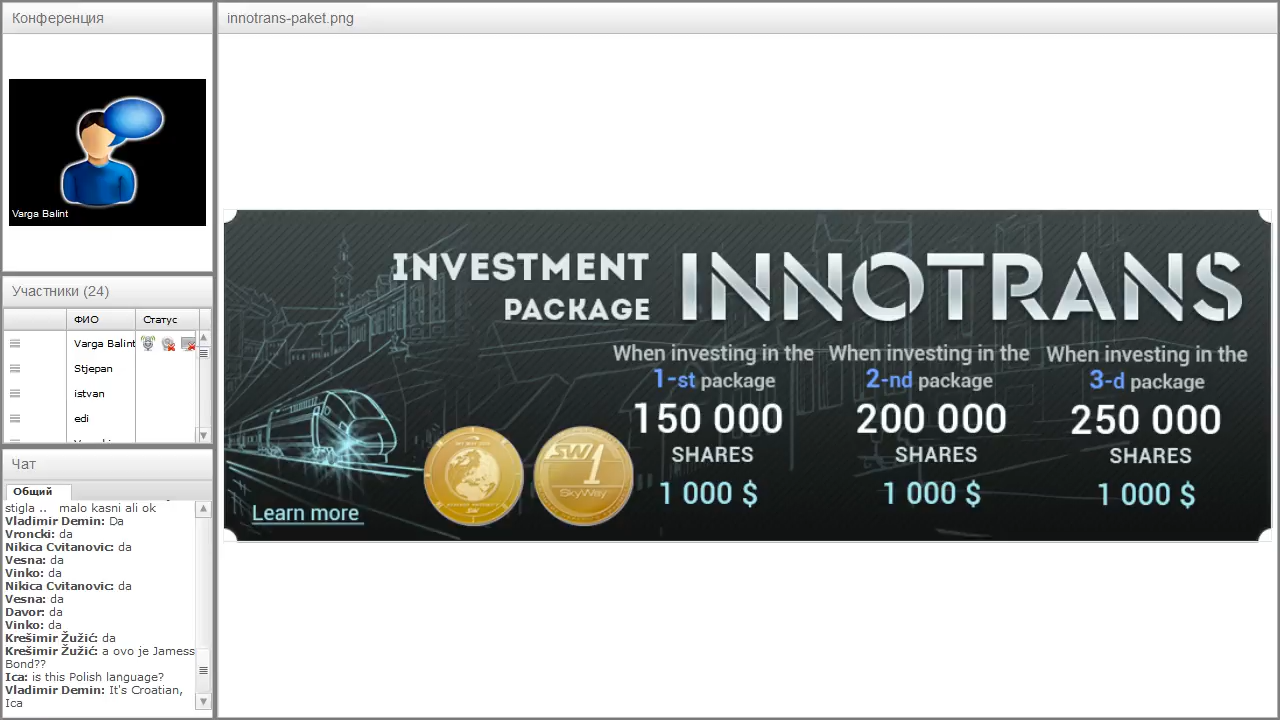 Конференция
Varga Balint
Участники (24)
ФИО
Статус
Varga Balint
Stjepan
istvan
edi
Чат
Общий
stigla .. malo kasni ali ok
Vladimir Demin: Da
Vroncki: da
Nikica Cvitanovic: da
Vesna: da
Vinko: da
Nikica Cvitanovic: da
Vesna: da
Davor: da
Vinko: da
Krešimir Žužić: da
Krešimir Žužić: a ovo je Jamess
Bond??
Ica: is this Polish language?
Vladimir Demin: It's Croatian,
Ica
innotrans-paket.png
INVESTMENT
PACKAGE
INNOTRANS
When investing in the
1-st package
150 000
SHARES
1 000 $
When investing in the
2-nd package
200 000
SHARES
1 000 $
When investing in the
3-d package
250 000
SHARES
1 000 $
SW1
SkyWay
Learn more